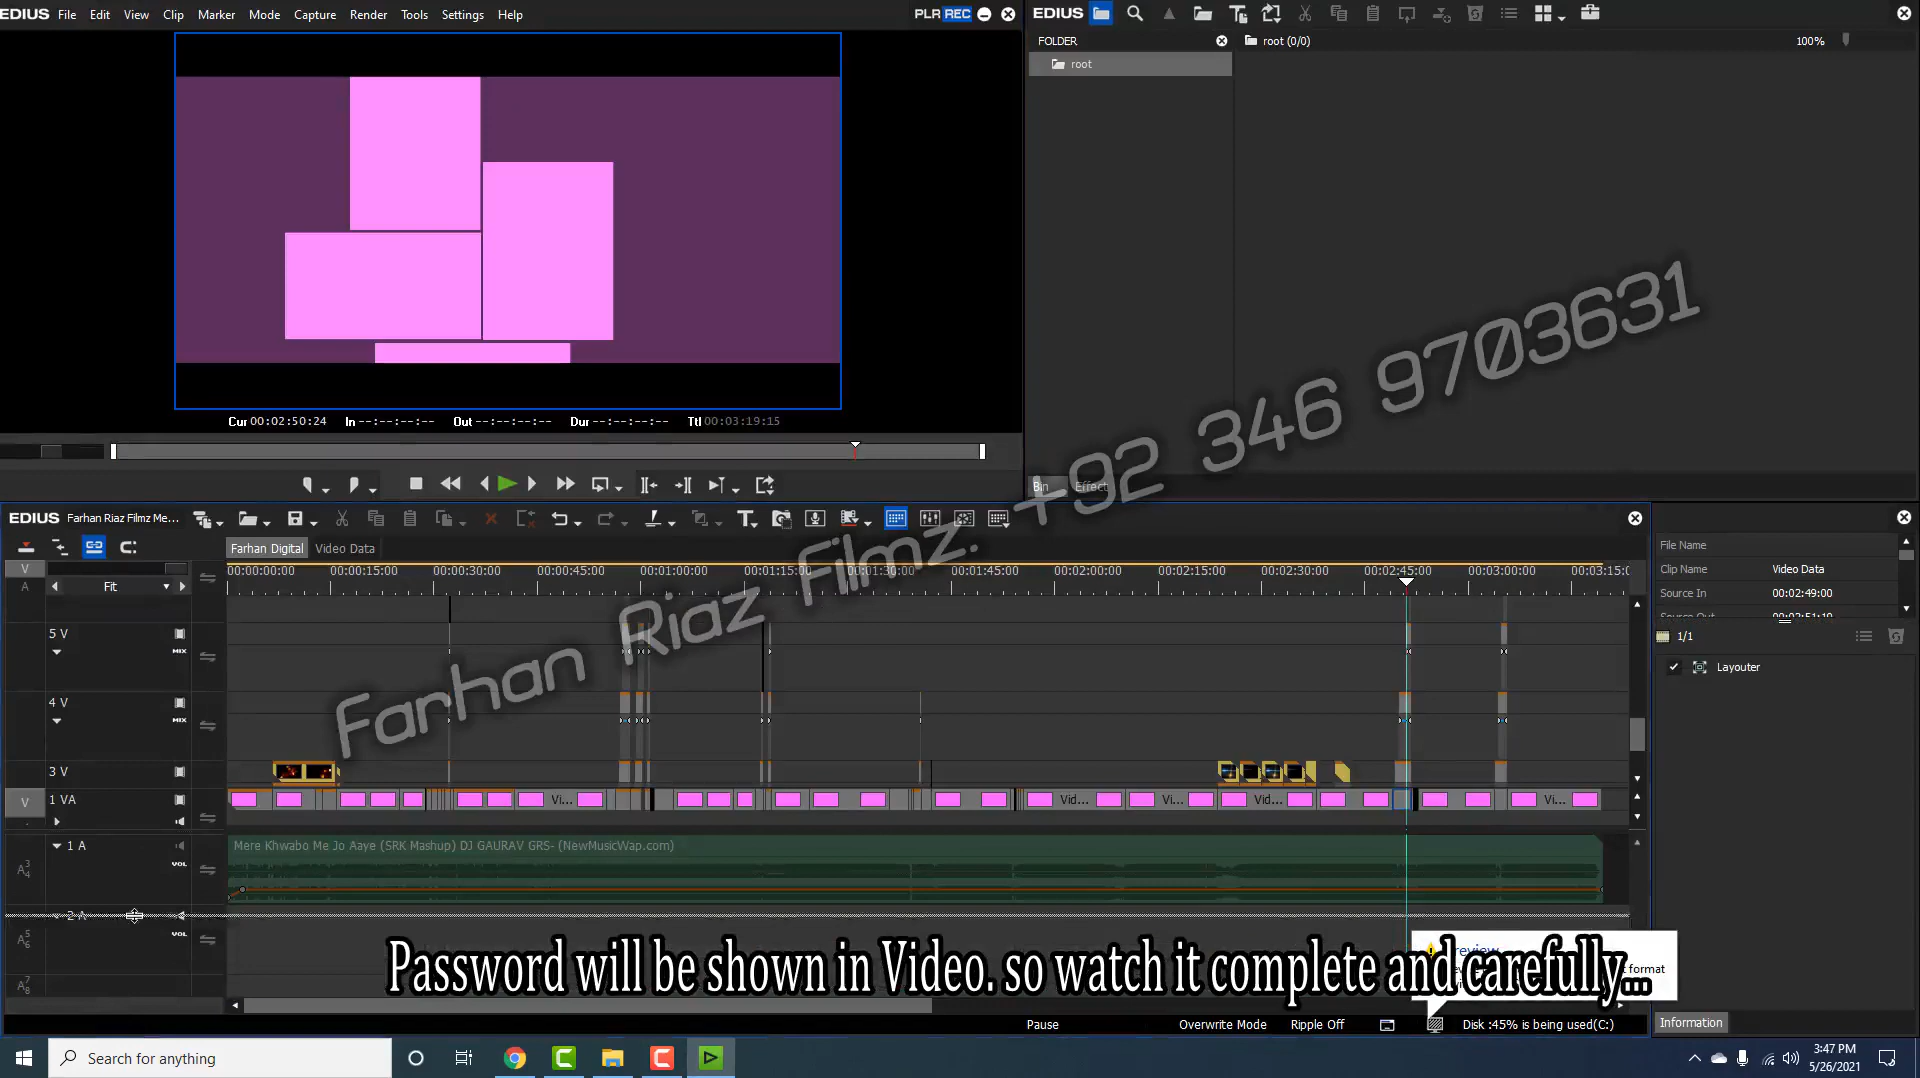 EDIUS File Edit View Clip Marker Mode Capture Render Tools Settings Help PLR REC
EDIUS
FOLDER root (0/0) 100%
root
Cur 00:02:50:24 In --:--:--:-- Out --:--:--:-- Dur --:--:--:-- Ttl 00:03:19:15
Bin Effect
Farhan Riaz Filmz. +92 346 9703631
EDIUS Farhan Riaz Filmz Me...
Farhan Digital Video Data
V
A
Fit
00:00:00:00 00:00:15:00 00:00:30:00 00:00:45:00 00:01:00:00 00:01:15:00 00:01:30:00 00:01:45:00 00:02:00:00 00:02:15:00 00:02:30:00 00:02:45:00 00:03:00:00 00:03:15:0
5 V
MIX
4 V
MIX
3 V
V 1 VA
Vi... Vid... Vi... Vid... Vi...
1 A
Mere Khwabo Me Jo Aaye (SRK Mashup) DJ GAURAV GRS- (NewMusicWap.com)
VOL
A3
A4
2 A
VOL
A5
A6
A7
A8
File Name
Clip Name Video Data
Source In 00:02:49:00
1/1
Layouter
Password will be shown in Video. so watch it complete and carefully...
t format
Pause Overwrite Mode Ripple Off Disk :45% is being used(C:)
Information
Search for anything
3:47 PM
5/26/2021